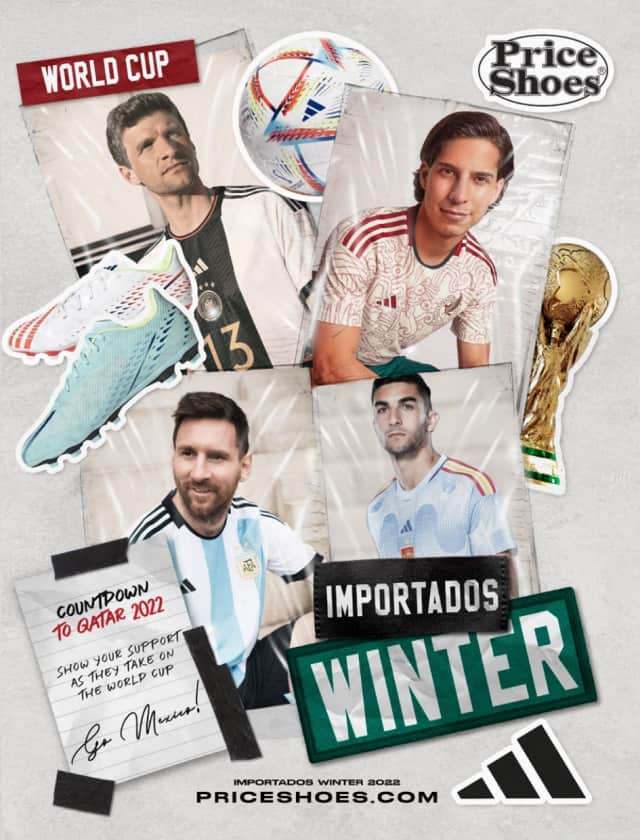 WORLD CUP
Price
Shoes®
13
AFA
COUNTDOWN
TO QATAR 2022
SHOW YOUR SUPPORT
AS THEY TAKE ON
THE WORLD CUP
Go Mexico!
IMPORTADOS
WINTER
IMPORTADOS WINTER 2022
PRICESHOES.COM